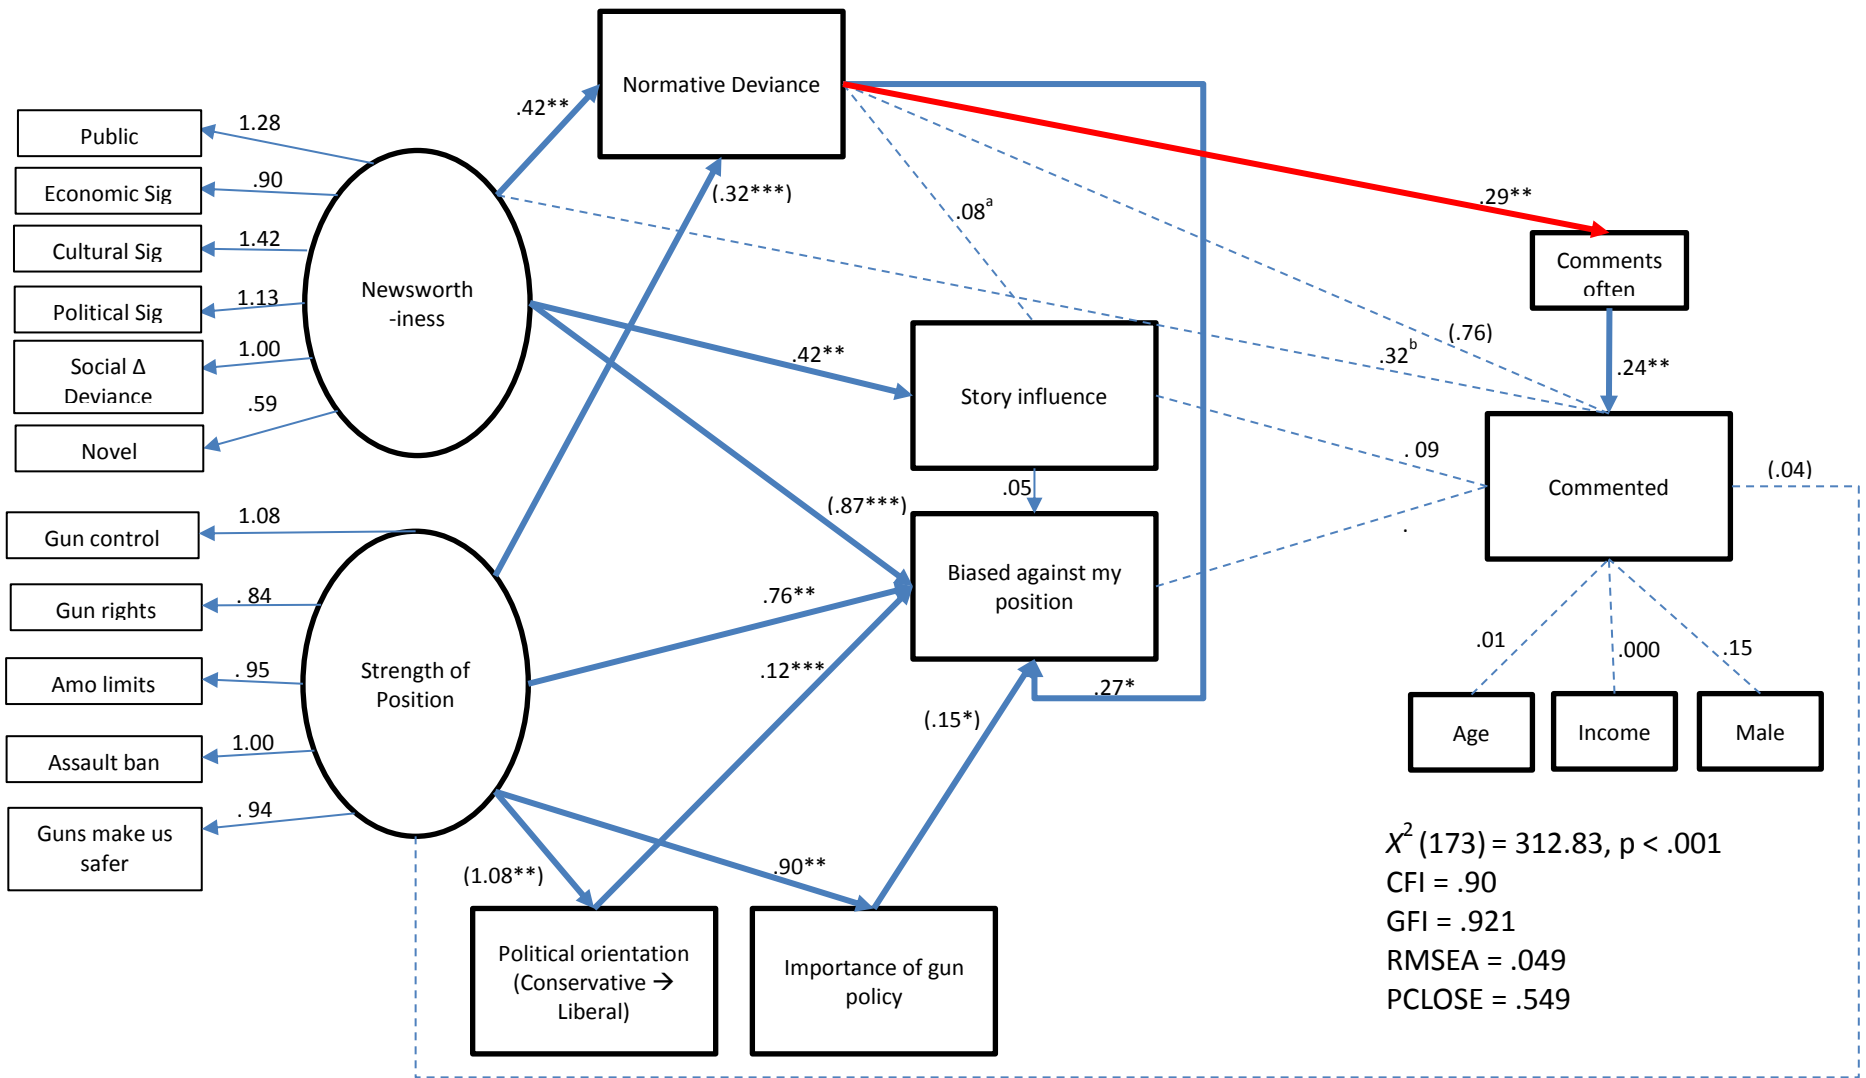 Normative Deviance
.42**
Public
1.28
Economic Sig
.90
Cultural Sig
1.42
Political Sig
1.13
Social Δ
Deviance
1.00
Novel
.59
Newsworth
-iness
(.32***)
.08a
.29**
Comments
often
(.76)
.32b
.24**
.42**
Story influence
. 09
Commented
(.04)
.05
(.87***)
.
Biased against my
position
.76**
.12***
.27*
(.15*)
Gun control
1.08
Gun rights
. 84
Amo limits
. 95
Assault ban
1.00
Guns make us
safer
. 94
Strength of
Position
(1.08**)
.90**
Political orientation
(Conservative →
Liberal)
Importance of gun
policy
.01
.000
.15
Age
Income
Male
X2 (173) = 312.83, p < .001
CFI = .90
GFI = .921
RMSEA = .049
PCLOSE = .549